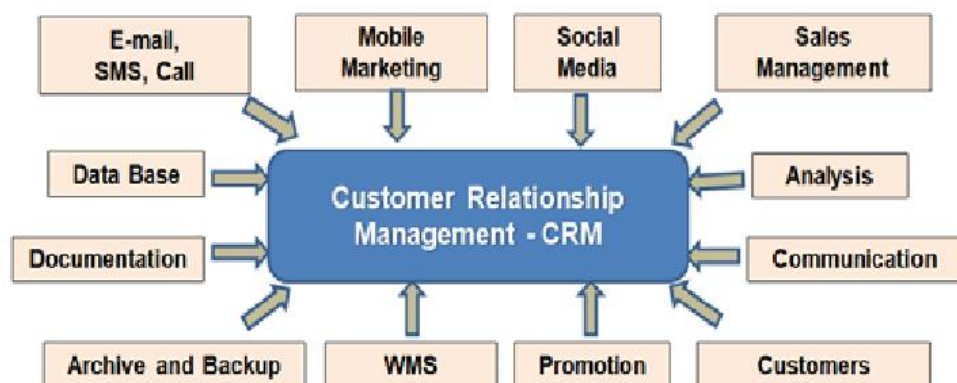 E-mail,
SMS, Call
Mobile
Marketing
Social
Media
Sales
Management
Data Base
Customer Relationship
Management - CRM
Analysis
Documentation
Communication
Archive and Backup
WMS
Promotion
Customers